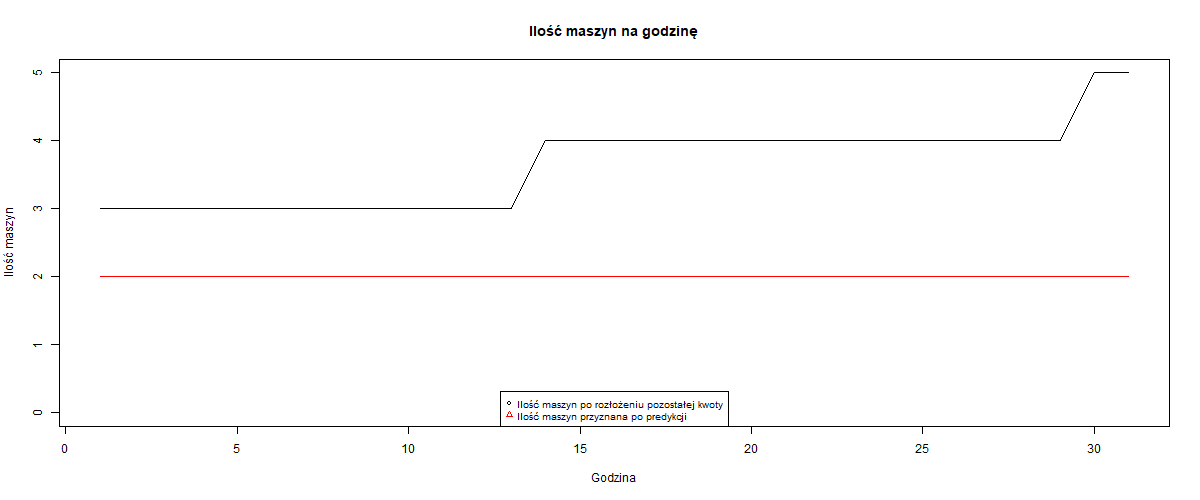 Ilość maszyn na godzinę
Ilość maszyn
5
4
3
2
1
0
Ilość maszyn po rozłożeniu pozostałej kwoty
Ilość maszyn przyznana po predykcji
0 5 10 15 20 25 30
Godzina